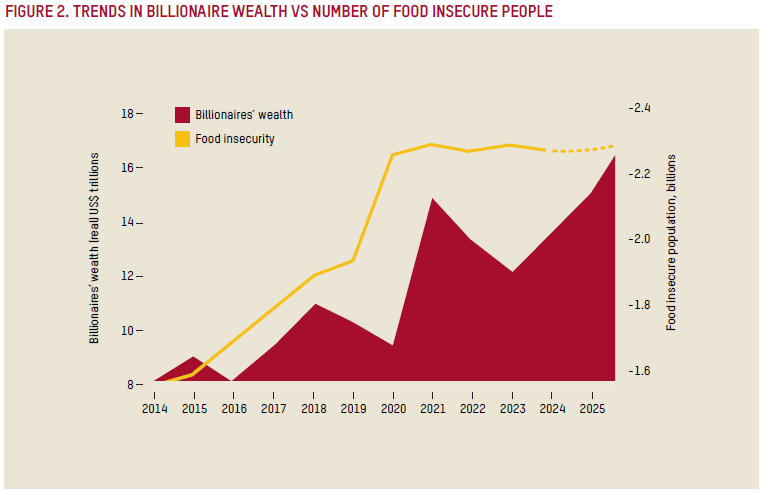 FIGURE 2. TRENDS IN BILLIONAIRE WEALTH VS NUMBER OF FOOD INSECURE PEOPLE
Billionaires’ wealth
Food insecurity
Billionaires’ wealth (real) US$ trillions
18
16
14
12
10
8
-2.4
-2.2
-2.0
-1.8
-1.6
Food insecure population, billions
2014 2015 2016 2017 2018 2019 2020 2021 2022 2023 2024 2025